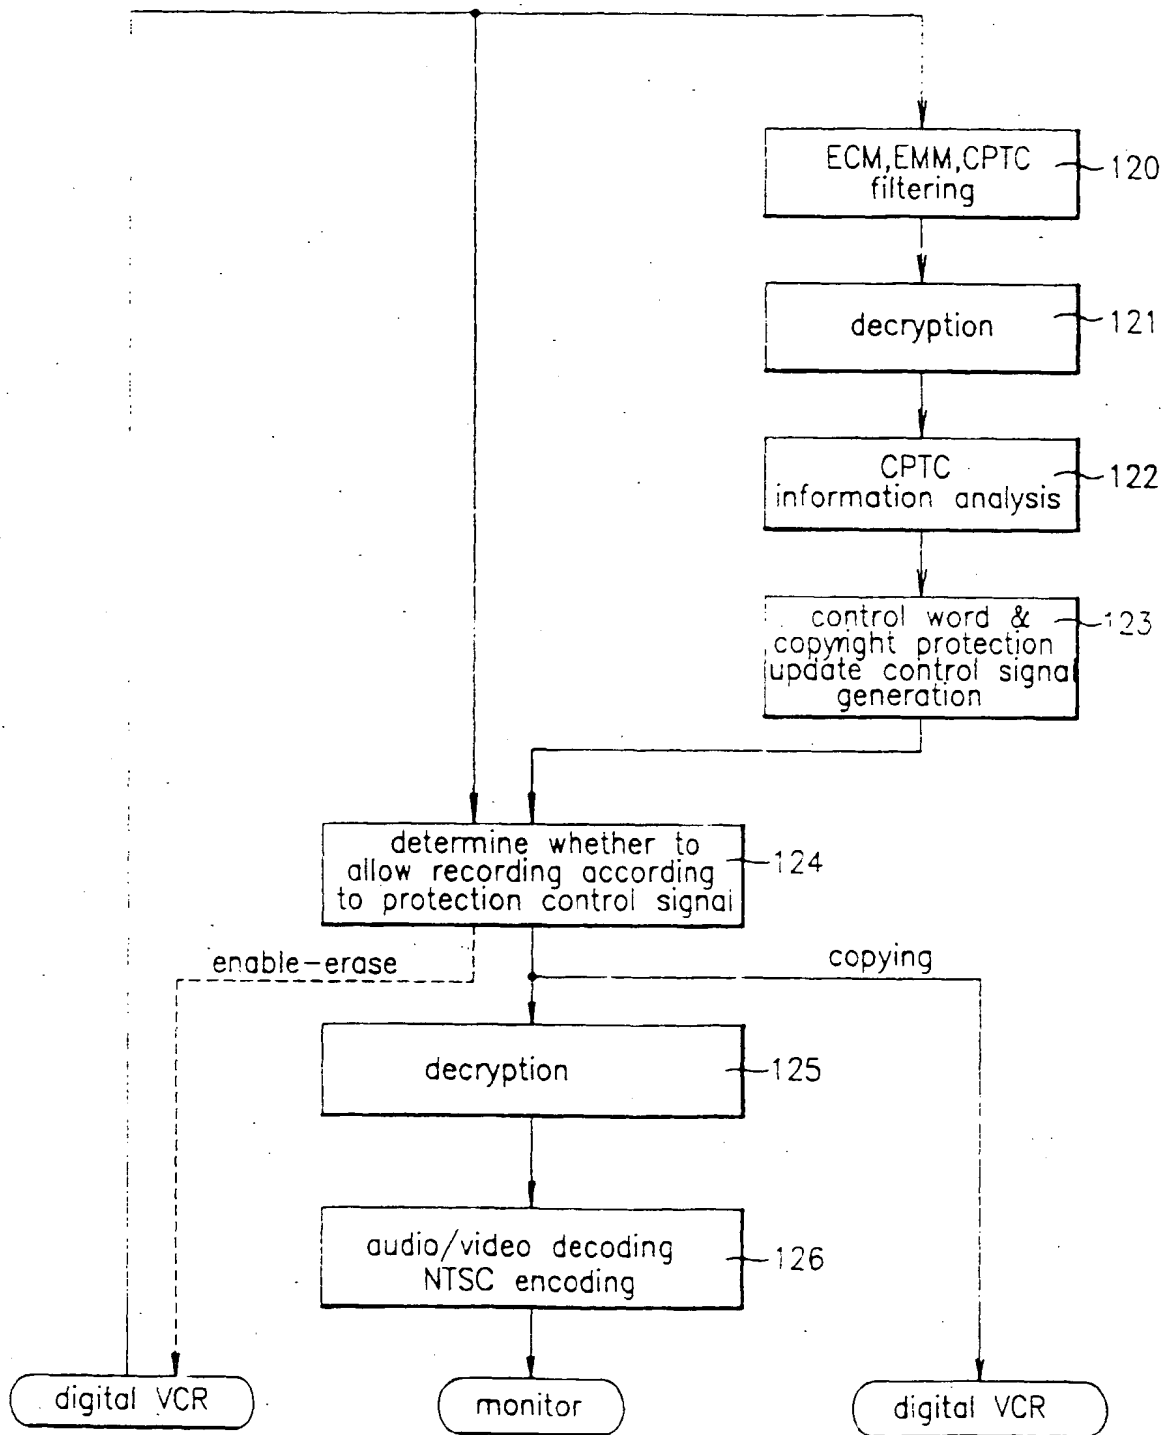 ECM,EMM,CPTC
filtering
120
decryption
121
CPTC
information analysis
122
control word &
copyright protection
update control signal
generation
123
determine whether to
allow recording according
to protection control signal
124
enable-erase
copying
decryption
125
audio/video decoding
NTSC encoding
126
digital VCR
monitor
digital VCR